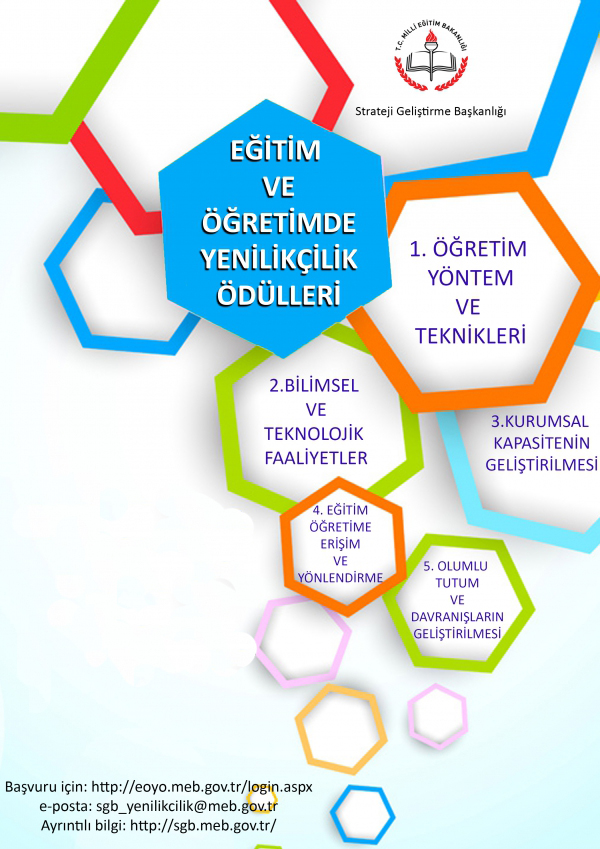 T.C. MİLLÎ EĞİTİM BAKANLIĞI
Strateji Geliştirme Başkanlığı
EĞİTİM
VE
ÖĞRETİMDE
YENİLİKÇİLİK
ÖDÜLLERİ
1. ÖĞRETİM
YÖNTEM
VE
TEKNİKLERİ
2.BİLİMSEL
VE
TEKNOLOJİK
FAALİYETLER
3.KURUMSAL
KAPASİTENİN
GELİŞTİRİLMESİ
4. EĞİTİM
ÖĞRETİME
ERİŞİM
VE
YÖNLENDİRME
5. OLUMLU
TUTUM
VE
DAVRANIŞLARIN
GELİŞTİRİLMESİ
Başvuru için: http://eoyo.meb.gov.tr/login.aspx
e-posta: sgb_yenilikcilik@meb.gov.tr
Ayrıntılı bilgi: http://sgb.meb.gov.tr/